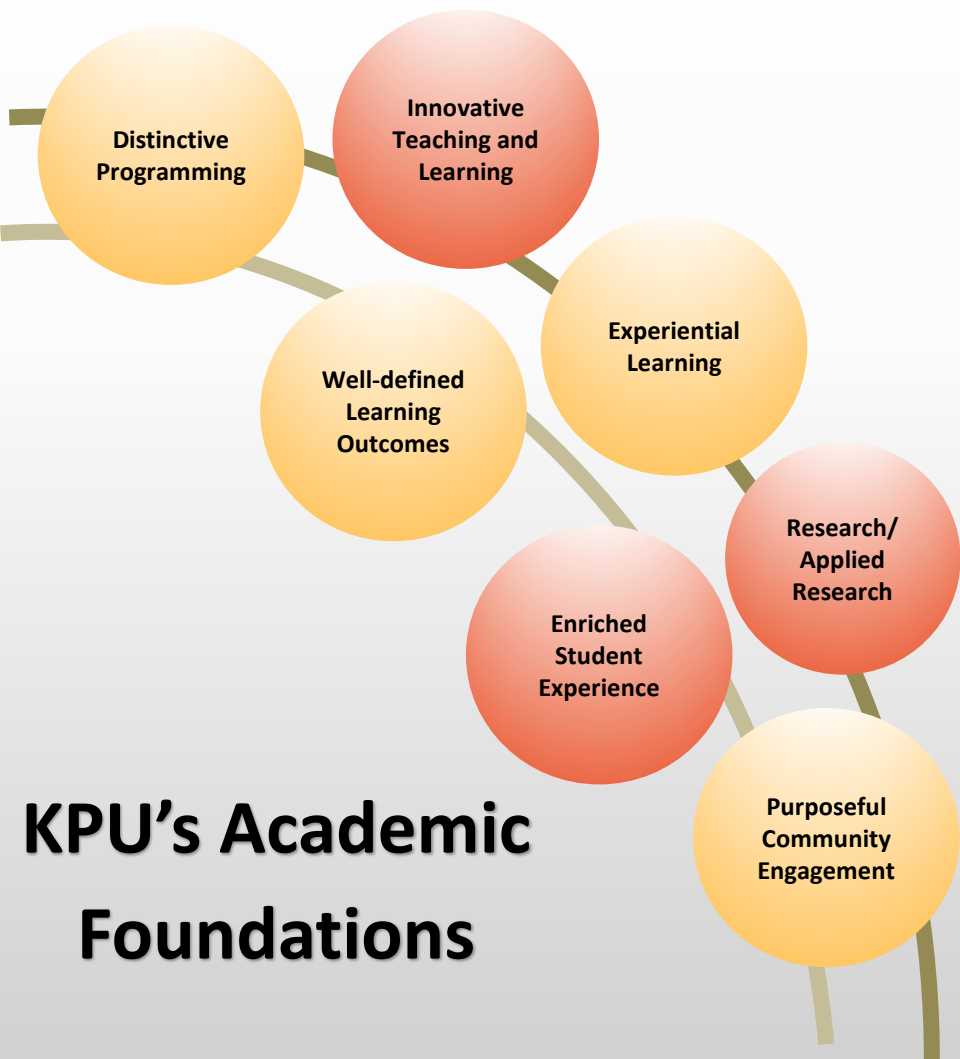 Distinctive
Programming
Innovative
Teaching and
Learning
Experiential
Learning
Well-defined
Learning
Outcomes
Research/
Applied
Research
Enriched
Student
Experience
Purposeful
Community
Engagement
KPU’s Academic
Foundations